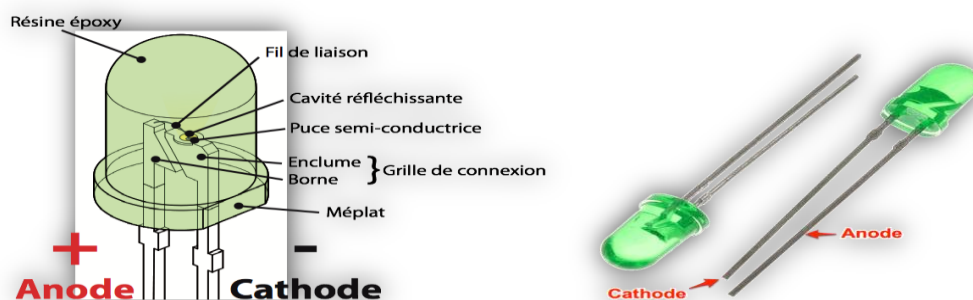 Résine époxy
Fil de liaison
Cavité réfléchissante
Puce semi-conductrice
Enclume
Borne
} Grille de connexion
Méplat
+
-
Anode
Cathode
Anode
Cathode